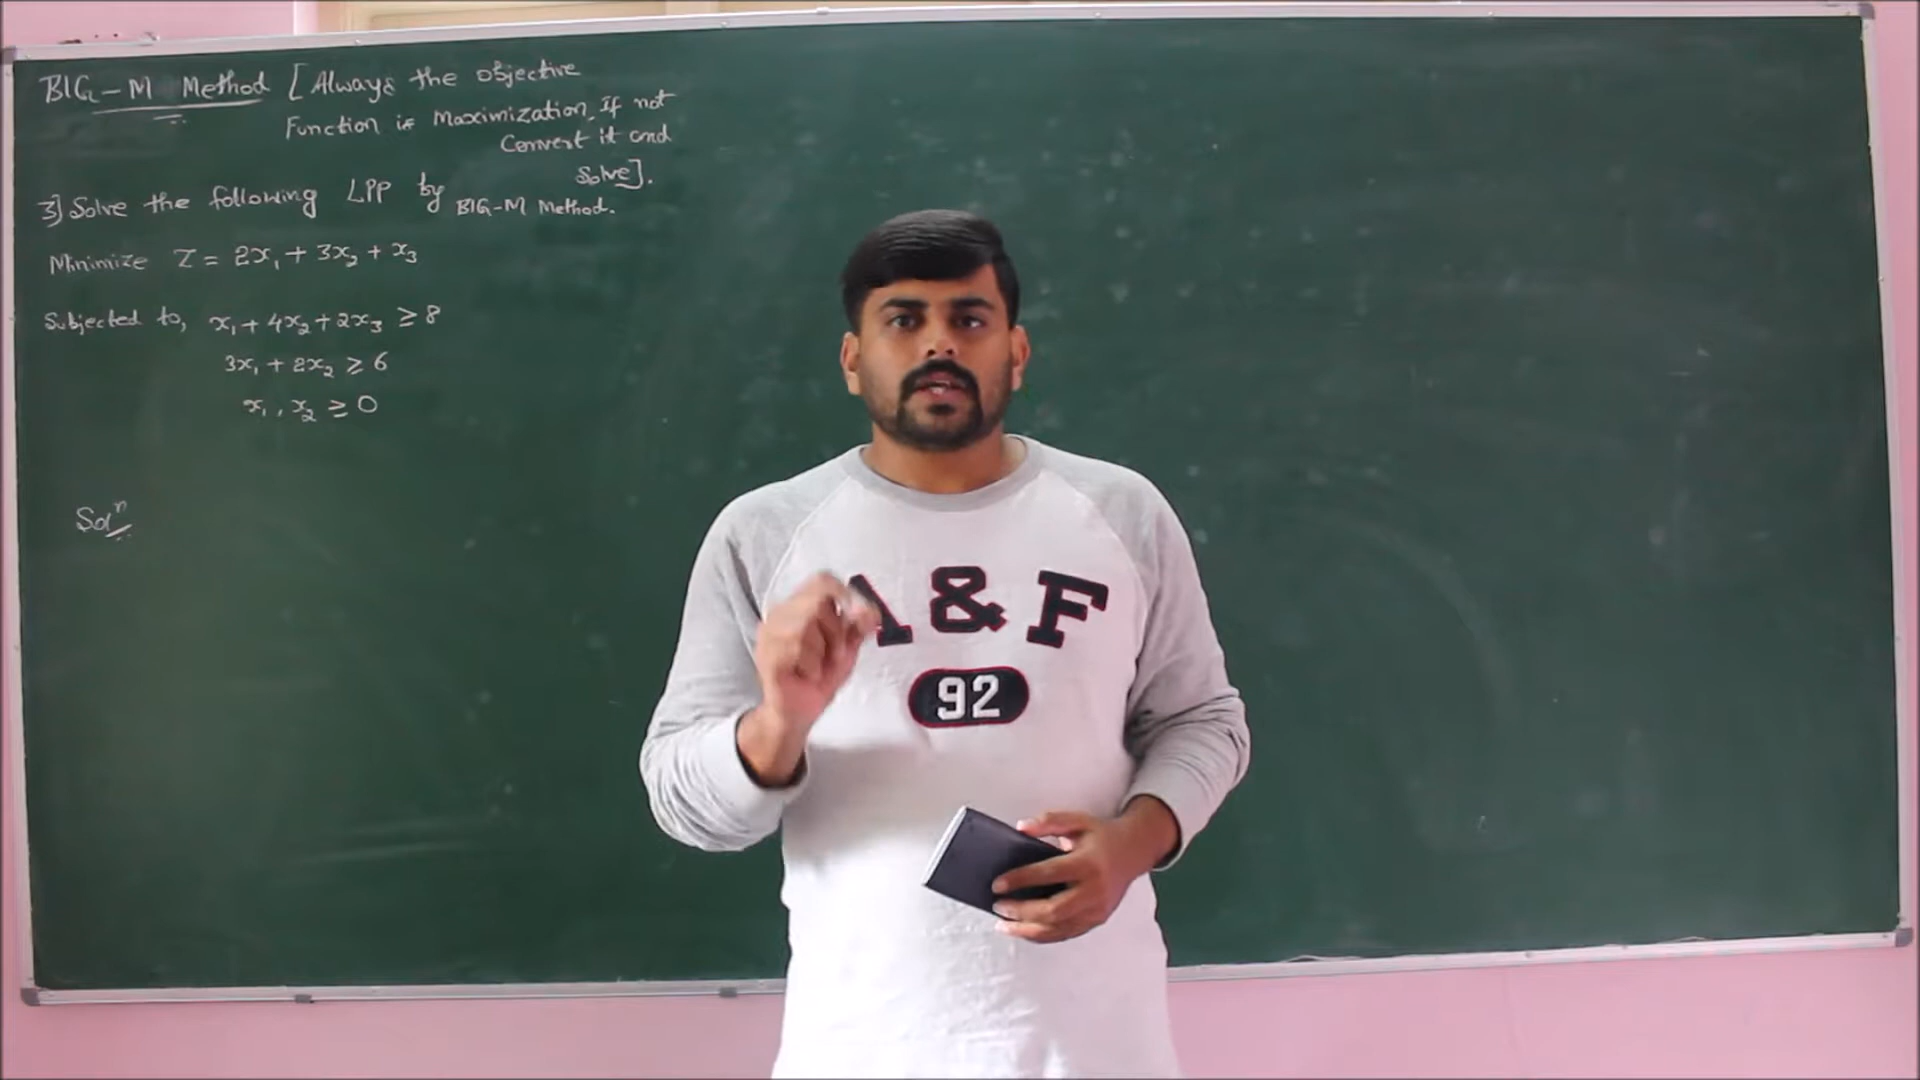 BIG-M Method [Always the objective
Function is Maximization, If not
Convert it and
Solve].
3] Solve the following LPP by BIG-M Method.
Minimize Z = 2x₁ + 3x₂ + x₃
Subjected to, x₁ + 4x₂ + 2x₃ ≥ 8
3x₁ + 2x₂ ≥ 6
x₁, x₂ ≥ 0
Solⁿ
A & F
92